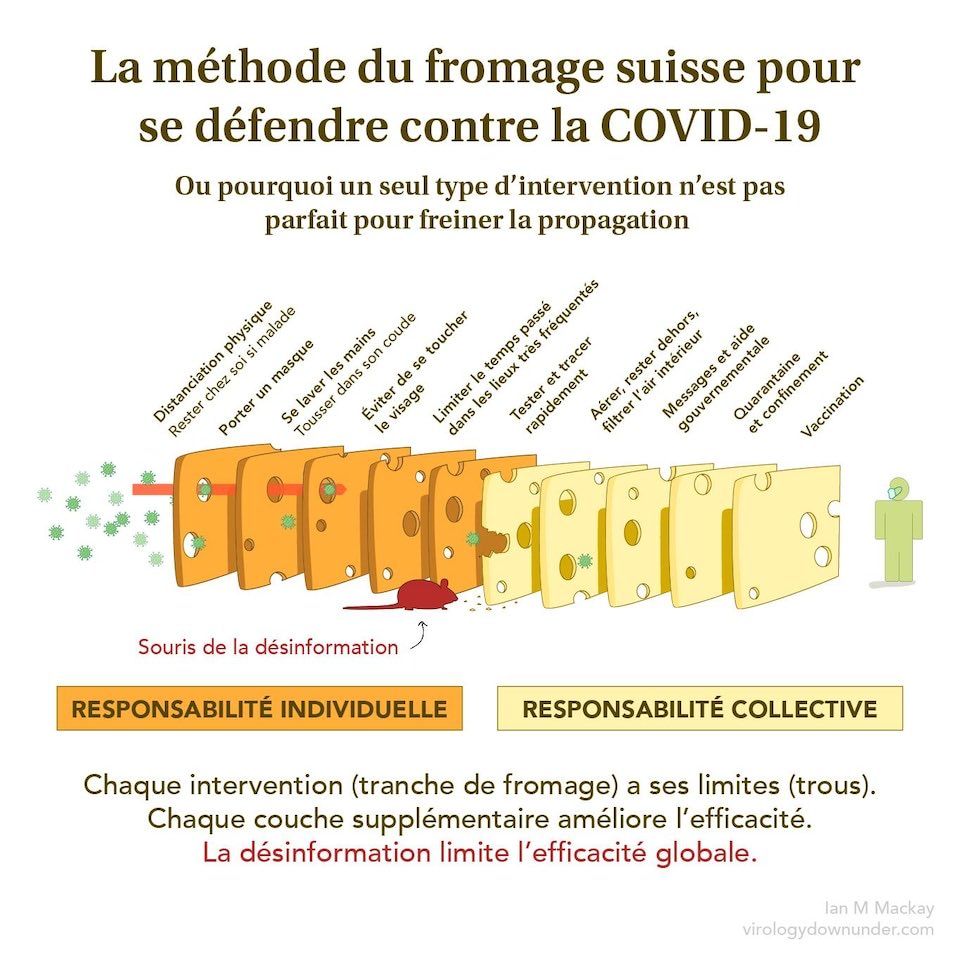 La méthode du fromage suisse pour
se défendre contre la COVID-19
Ou pourquoi un seul type d’intervention n’est pas
parfait pour freiner la propagation
Distanciation physique
Rester chez soi si malade
Porter un masque
Se laver les mains
Tousser dans son coude
Éviter de se toucher
le visage
Limiter le temps passé
dans les lieux très fréquentés
Tester et tracer
rapidement
Aérer, rester dehors,
filtrer l’air intérieur
Messages et aide
gouvernementale
Quarantaine
et confinement
Vaccination
Souris de la désinformation
RESPONSABILITÉ INDIVIDUELLE
RESPONSABILITÉ COLLECTIVE
Chaque intervention (tranche de fromage) a ses limites (trous).
Chaque couche supplémentaire améliore l’efficacité.
La désinformation limite l’efficacité globale.
Ian M Mackay
virologydownunder.com